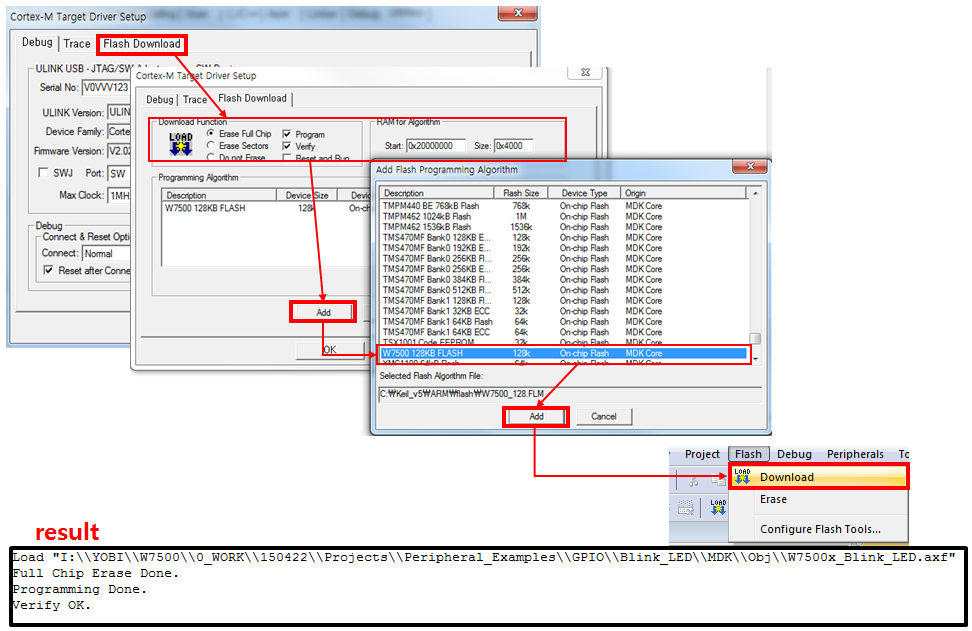 Cortex-M Target Driver Setup
Debug Trace Flash Download
ULINK USB - JTAG/SW
Serial No: V0VVV123
ULINK Version: ULIN
Device Family: Corte
Firmware Version: V2.02
SWJ Port: SW
Max Clock: 1MH
Debug
Connect & Reset Opti
Connect: Normal
Reset after Conne
Cortex-M Target Driver Setup
Debug Trace Flash Download
Download Function
LOAD
Erase Full Chip
Erase Sectors
Do not Erase
Program
Verify
Reset and Run
RAM for Algorithm
Start: 0x20000000 Size: 0x4000
Programming Algorithm
Description Device Size Devic
W7500 128KB FLASH 128k On-ch
Add
OK
Add Flash Programming Algorithm
Description Flash Size Device Type Origin
TMPM440 BE 768kB Flash 768k On-chip Flash MDK Core
TMPM462 1024kB Flash 1M On-chip Flash MDK Core
TMPM462 1536kB Flash 1536k On-chip Flash MDK Core
TMS470MF Bank0 128KB E... 128k On-chip Flash MDK Core
TMS470MF Bank0 192KB E... 192k On-chip Flash MDK Core
TMS470MF Bank0 256KB Fl... 256k On-chip Flash MDK Core
TMS470MF Bank0 256KB E... 256k On-chip Flash MDK Core
TMS470MF Bank0 384KB Fl... 384k On-chip Flash MDK Core
TMS470MF Bank0 512KB Fl... 512k On-chip Flash MDK Core
TMS470MF Bank1 128KB Fl... 128k On-chip Flash MDK Core
TMS470MF Bank1 32KB ECC 32k On-chip Flash MDK Core
TMS470MF Bank1 64KB Flash 64k On-chip Flash MDK Core
TMS470MF Bank1 64KB ECC 64k On-chip Flash MDK Core
TSX1001 Code EEPROM 32k On-chip Flash MDK Core
W7500 128KB FLASH 128k On-chip Flash MDK Core
XMC1100 64kB Flash 64k On-chip Flash MDK Core
Selected Flash Algorithm File:
C:₩Keil_v5₩ARM₩flash₩W7500_128.FLM
Add Cancel
Project Flash Debug Peripherals To
LOAD Download
Erase
LOAD
Configure Flash Tools...
result
Load "I:\\YOBI\\W7500\\0_WORK\\150422\\Projects\\Peripheral_Examples\\GPIO\\Blink_LED\\MDK\\Obj\\W7500x_Blink_LED.axf"
Full Chip Erase Done.
Programming Done.
Verify OK.